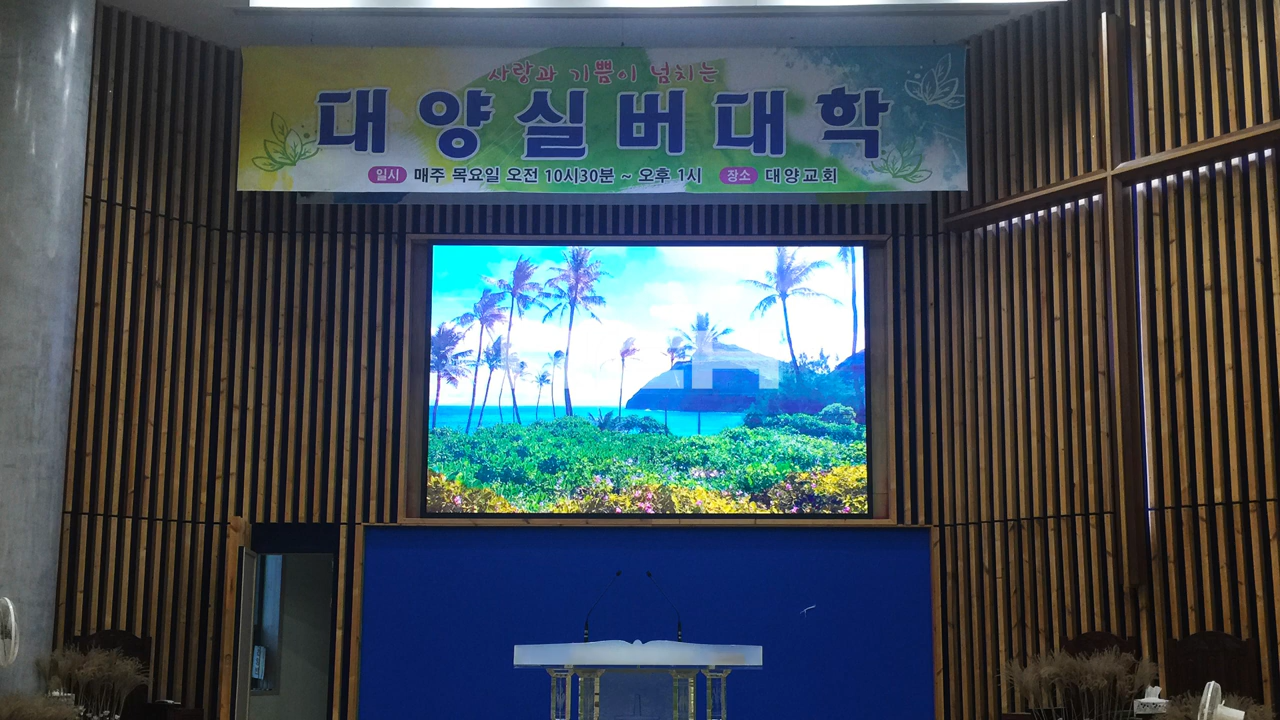 사랑과 기쁨이 넘치는
대양실버대학
일시 매주 목요일 오전 10시30분 ~ 오후 1시 장소 대양교회